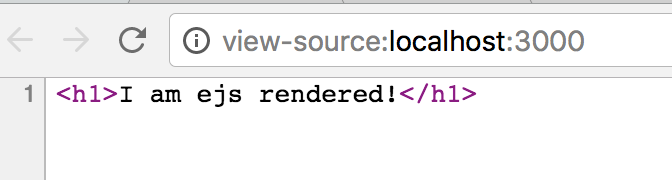 view-source:localhost:3000
1 <h1>I am ejs rendered!</h1>